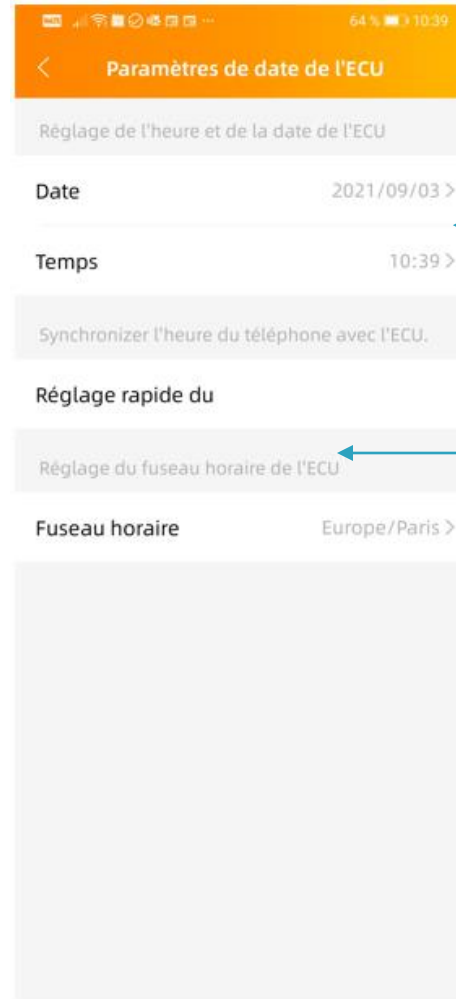 64 % 10:39
Paramètres de date de l'ECU
Réglage de l'heure et de la date de l'ECU
Date 2021/09/03 >
Temps 10:39 >
Synchronizer l'heure du téléphone avec l'ECU.
Réglage rapide du
Réglage du fuseau horaire de l'ECU
Fuseau horaire Europe/Paris >